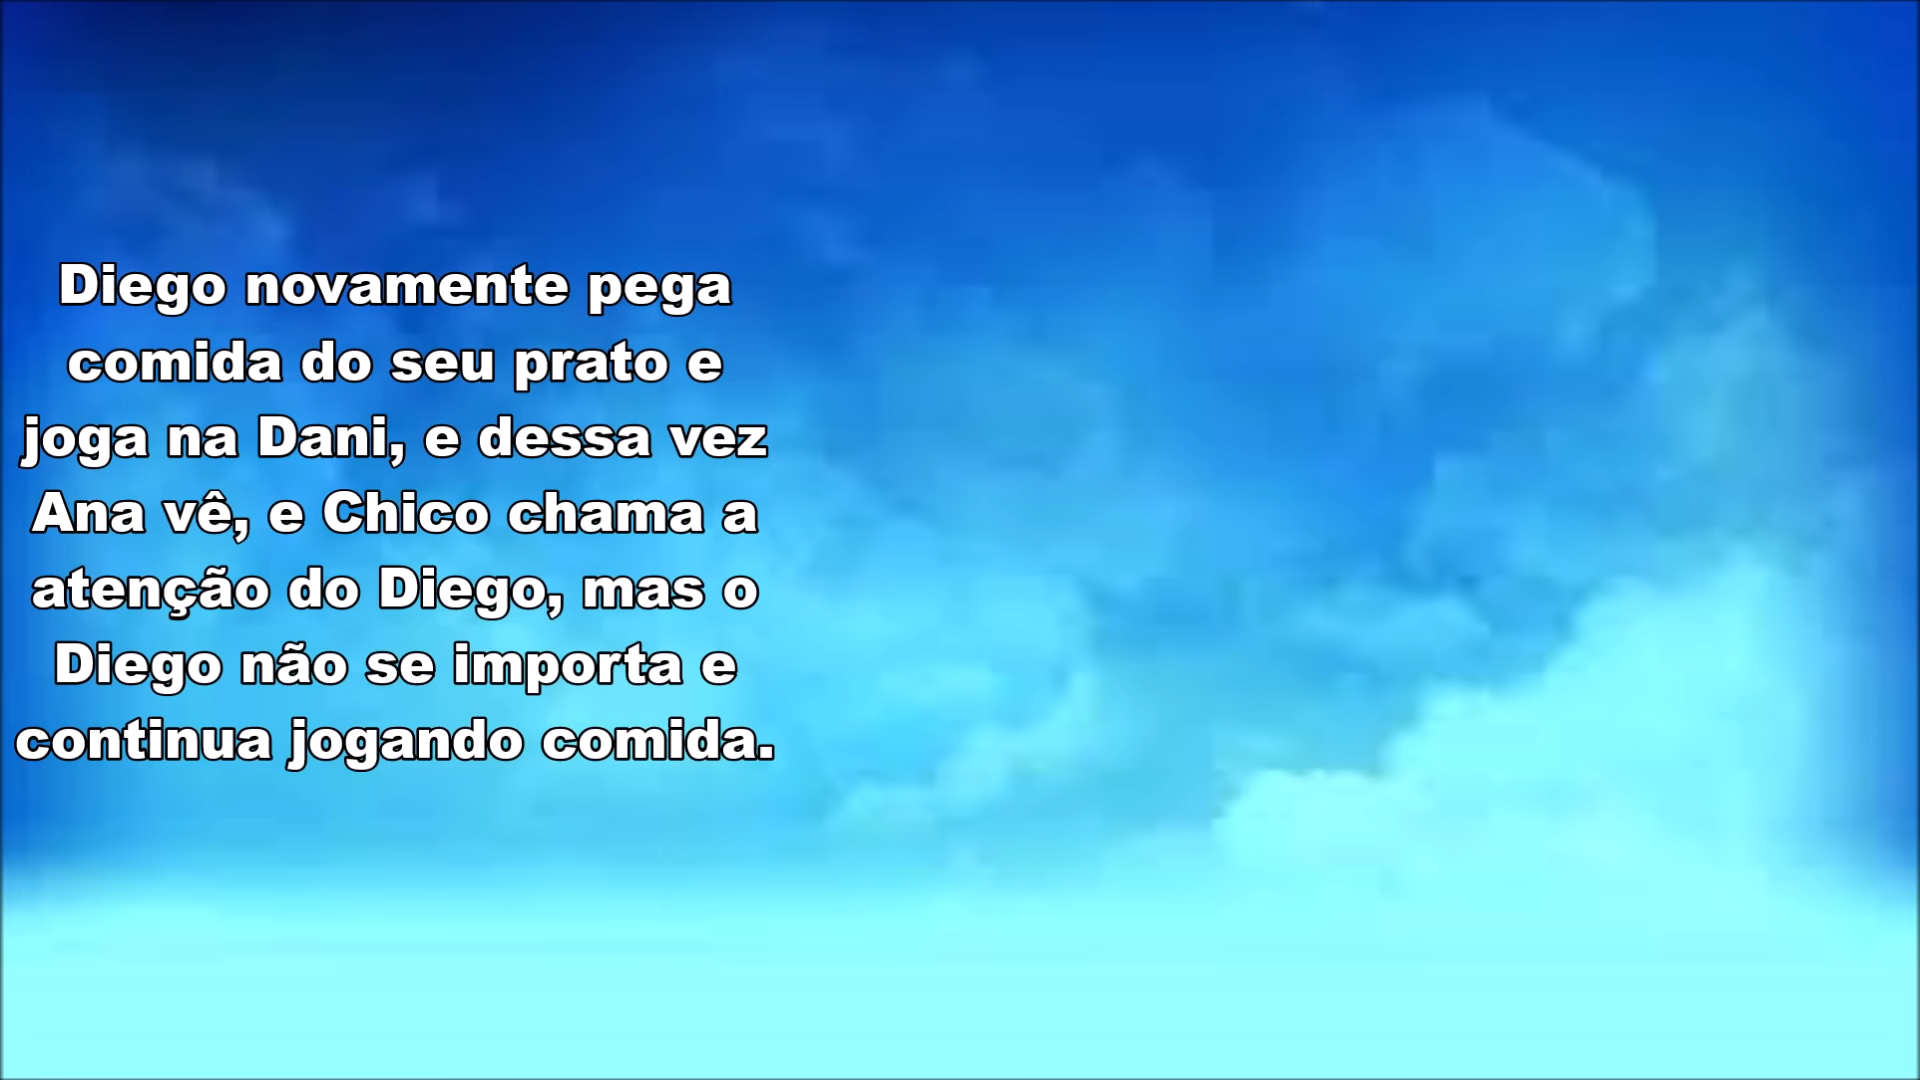 Diego novamente pega
comida do seu prato e
joga na Dani, e dessa vez
Ana vê, e Chico chama a
atenção do Diego, mas o
Diego não se importa e
continua jogando comida.